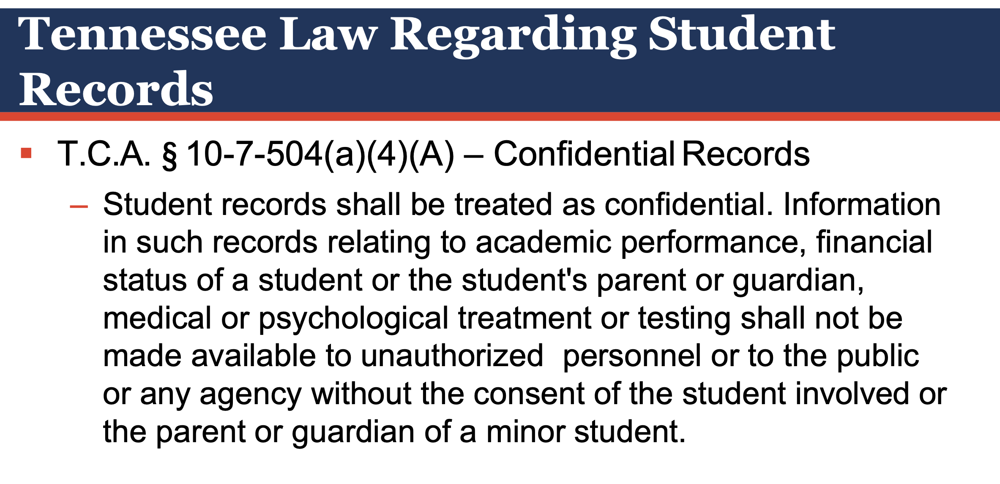 Tennessee Law Regarding Student
Records
▪ T.C.A. § 10-7-504(a)(4)(A) – Confidential Records
– Student records shall be treated as confidential. Information
in such records relating to academic performance, financial
status of a student or the student's parent or guardian,
medical or psychological treatment or testing shall not be
made available to unauthorized  personnel or to the public
or any agency without the consent of the student involved or
the parent or guardian of a minor student.